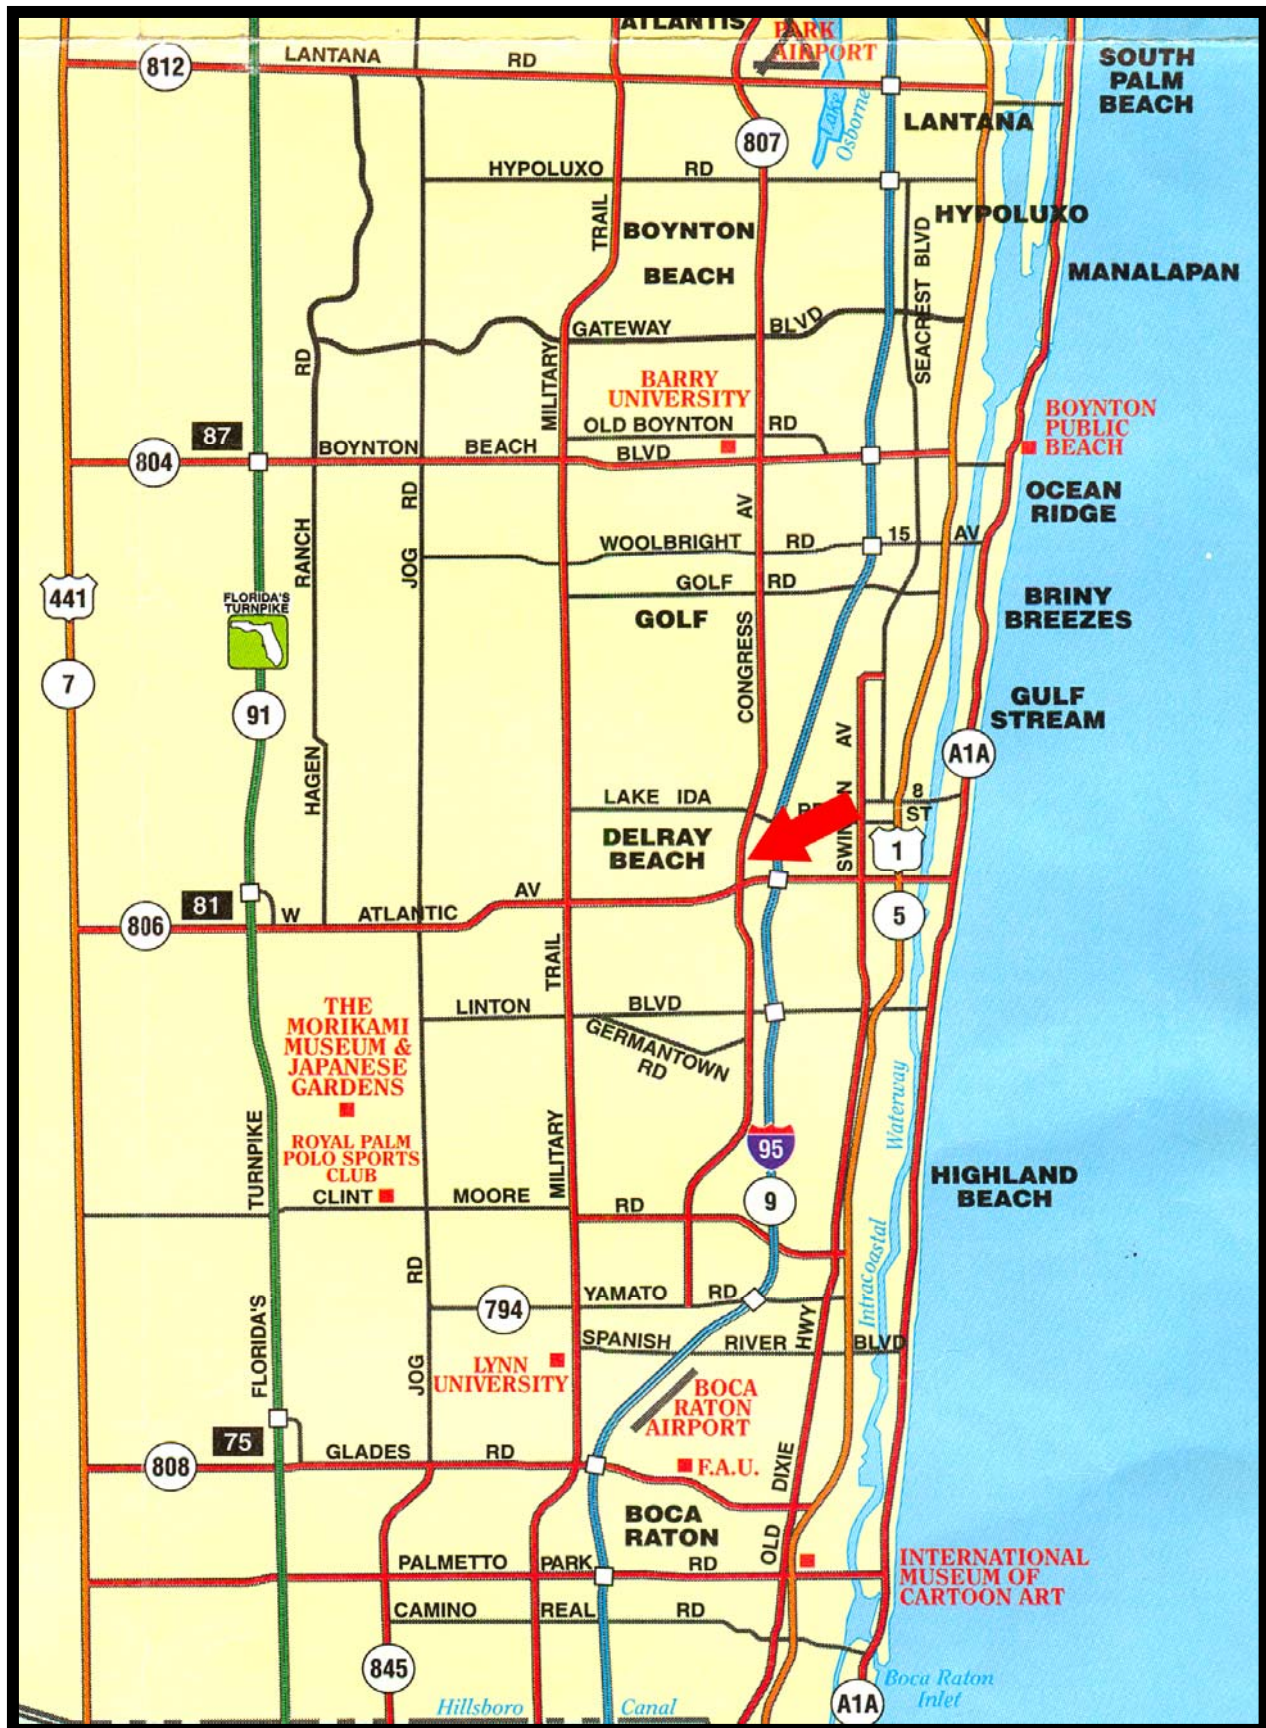 ATLANTIS
PARK
AIRPORT
SOUTH
PALM
BEACH
812
LANTANA RD
LANTANA
Lake
Osborne
807
HYPOLUXO RD
TRAIL
BOYNTON
BEACH
HYPOLUXO
SEACREST BLVD
MANALAPAN
GATEWAY BLVD
RD
MILITARY
BARRY
UNIVERSITY
OLD BOYNTON RD
BOYNTON
PUBLIC
BEACH
87
804
BOYNTON BEACH BLVD
RD
AV
OCEAN
RIDGE
RANCH
JOG
WOOLBRIGHT RD 15 AV
441
FLORIDA'S
TURNPIKE
GOLF RD
GOLF
BRINY
BREEZES
7
91
CONGRESS
GULF
STREAM
A1A
AV
HAGEN
LAKE IDA
8
ST
DELRAY
BEACH
1
81
806
W ATLANTIC AV
5
TRAIL
THE
MORIKAMI
MUSEUM &
JAPANESE
GARDENS
LINTON BLVD
GERMANTOWN
RD
Waterway
TURNPIKE
MILITARY
95
ROYAL PALM
POLO SPORTS
CLUB
CLINT MOORE RD
9
HIGHLAND
BEACH
Intracoastal
RD
794
YAMATO RD
FLORIDA'S
HWY
SPANISH RIVER BLVD
JOG
LYNN
UNIVERSITY
BOCA
RATON
AIRPORT
75
808
GLADES RD
F.A.U.
DIXIE
BOCA
RATON
OLD
PALMETTO PARK RD
INTERNATIONAL
MUSEUM OF
CARTOON ART
CAMINO REAL RD
845
Boca Raton
Inlet
A1A
Hillsboro Canal